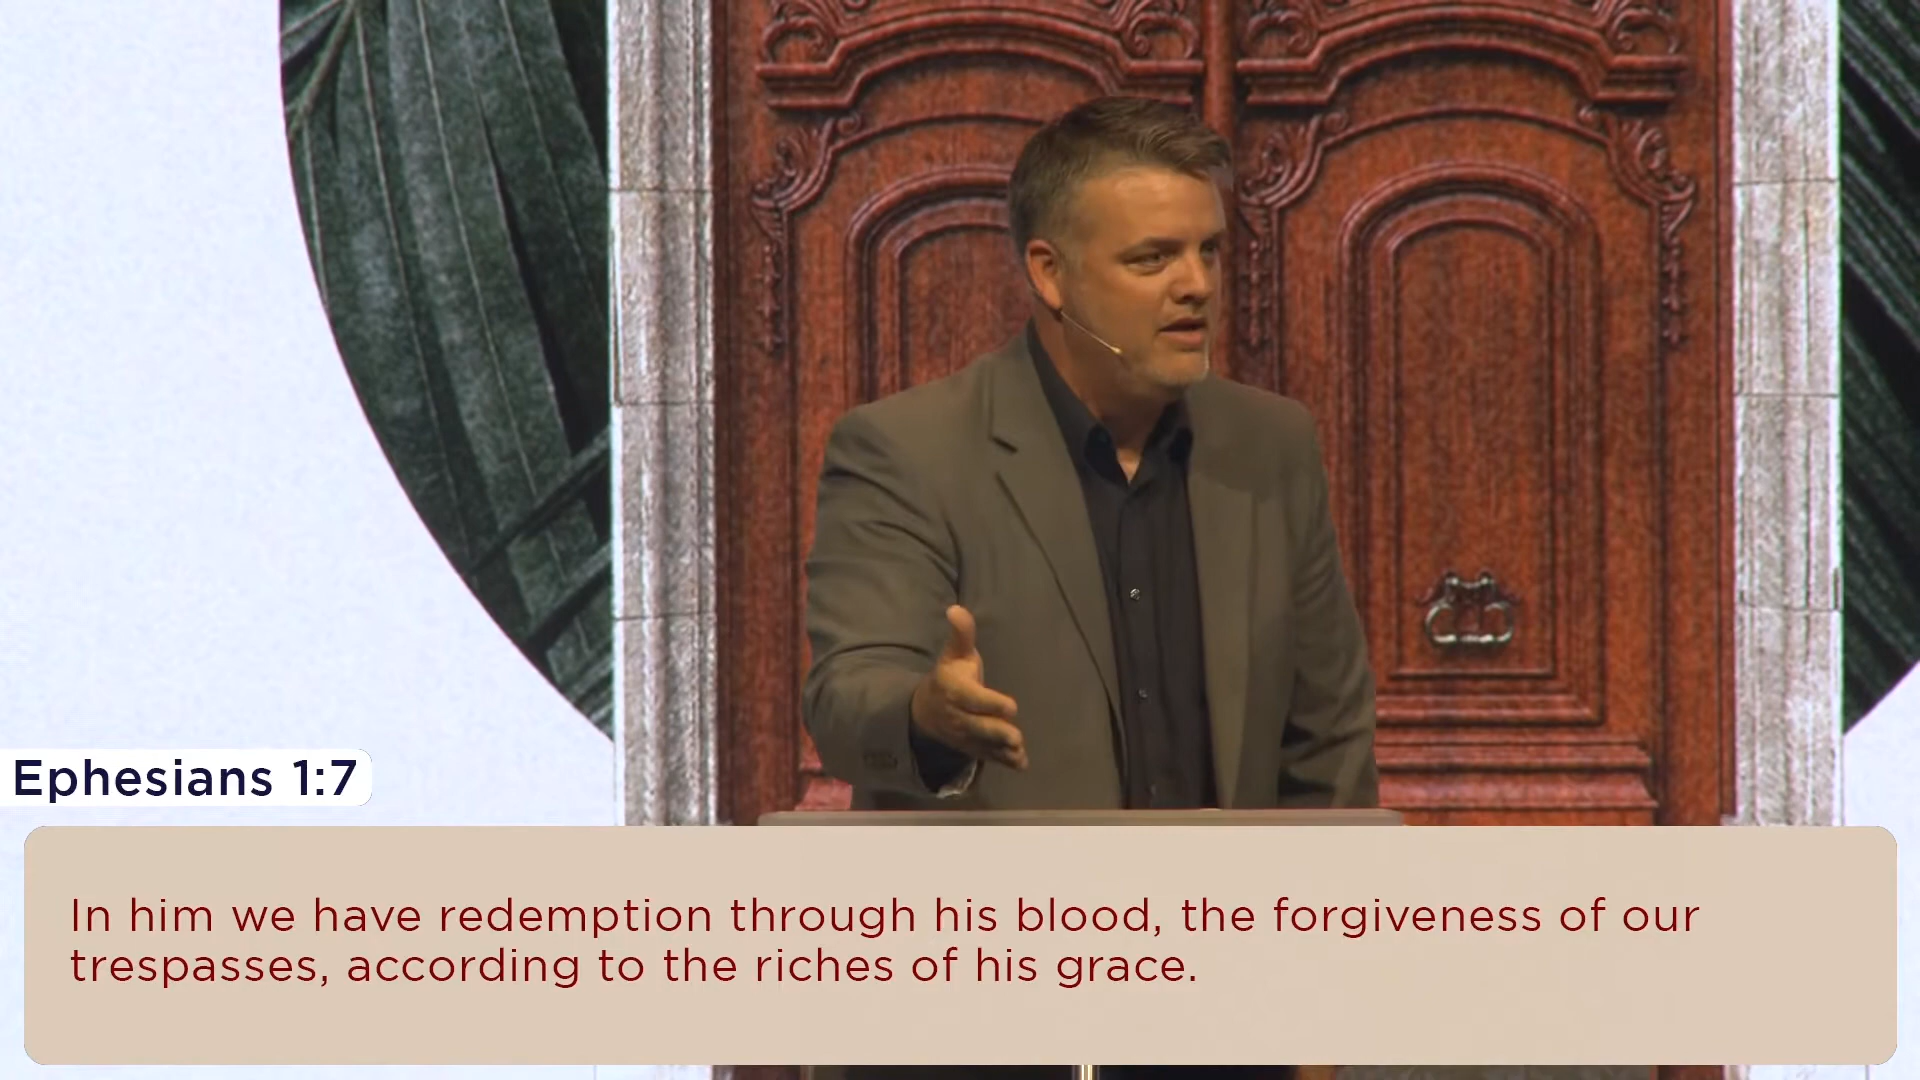 Ephesians 1:7
In him we have redemption through his blood, the forgiveness of our
trespasses, according to the riches of his grace.